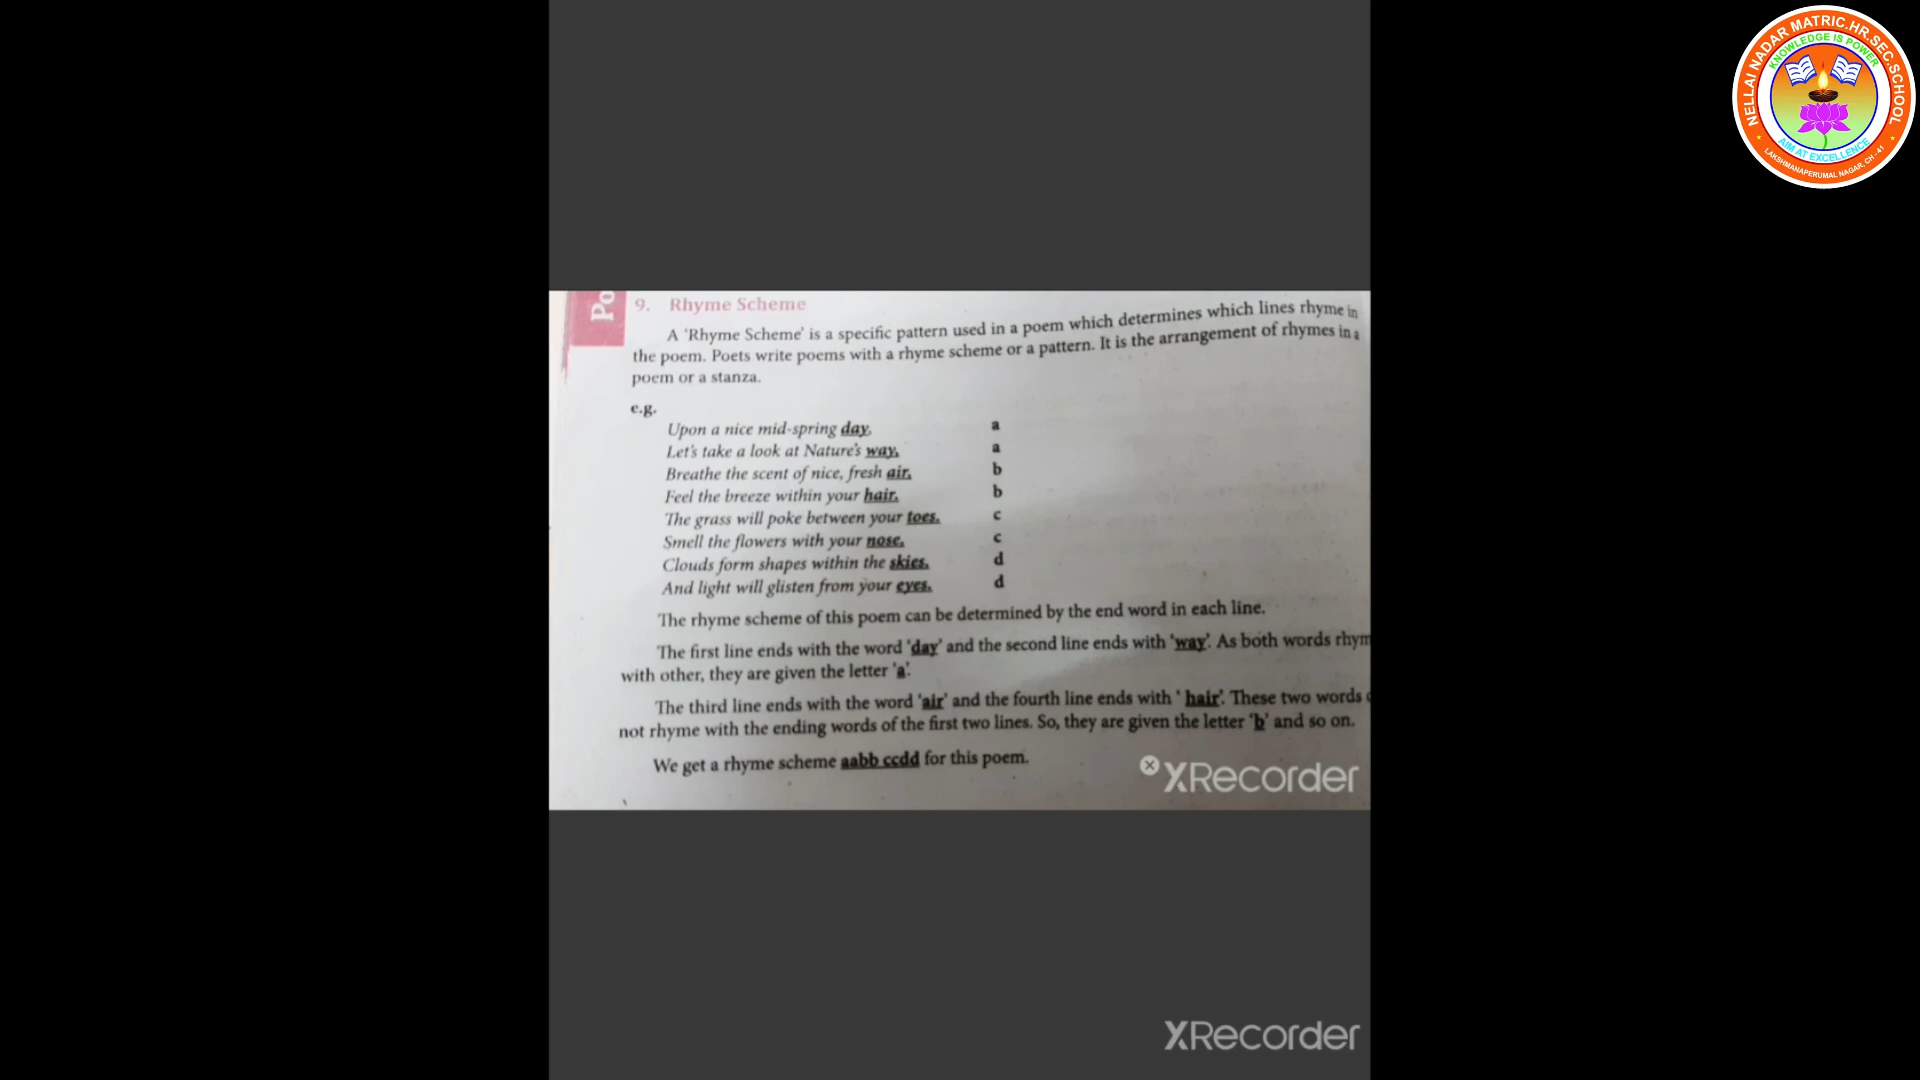 NELLAI NADAR MATRIC.HR.SEC.SCHOOL
KNOWLEDGE IS POWER
AIM AT EXCELLENCE
LAKSHMANAPERUMAL NAGAR, CH - 41
Po
9. Rhyme Scheme
A ‘Rhyme Scheme’ is a specific pattern used in a poem which determines which lines rhyme in
the poem. Poets write poems with a rhyme scheme or a pattern. It is the arrangement of rhymes in a
poem or a stanza.
e.g.
Upon a nice mid-spring day, a
Let's take a look at Nature's way. a
Breathe the scent of nice, fresh air. b
Feel the breeze within your hair. b
The grass will poke between your toes. c
Smell the flowers with your nose. c
Clouds form shapes within the skies. d
And light will glisten from your eyes. d
The rhyme scheme of this poem can be determined by the end word in each line.
The first line ends with the word ‘day’ and the second line ends with ‘way’. As both words rhym
with other, they are given the letter ‘a’.
The third line ends with the word ‘air’ and the fourth line ends with ‘ hair’. These two words
not rhyme with the ending words of the first two lines. So, they are given the letter ‘b’ and so on.
We get a rhyme scheme aabb ccdd for this poem.
XRecorder
XRecorder